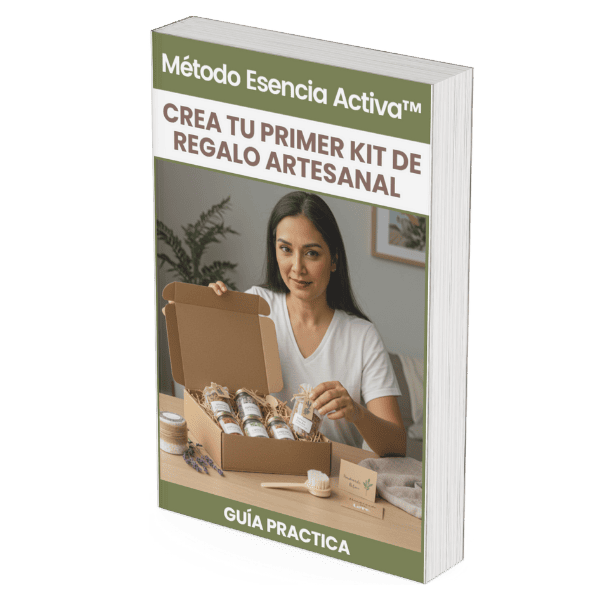 Método Esencia Activa™
CREA TU PRIMER KIT DE
REGALO ARTESANAL
GUÍA PRACTICA